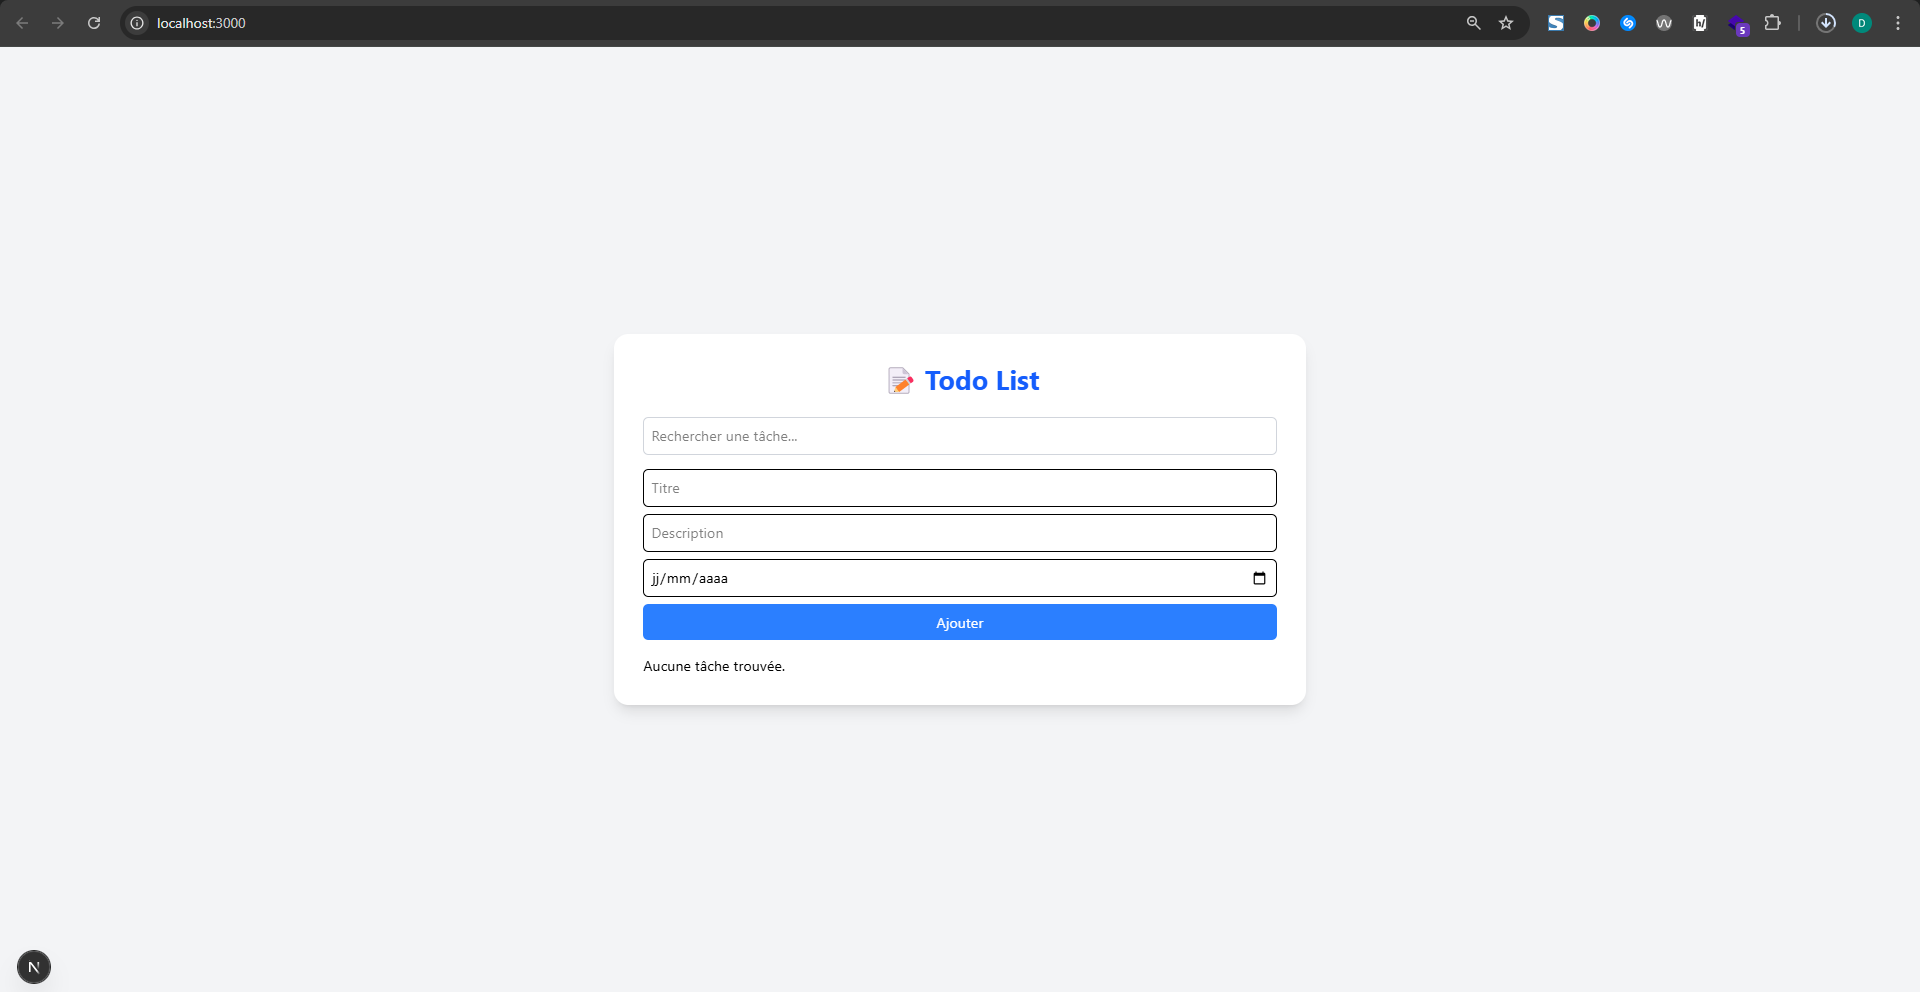 localhost:3000
5
D
📝 Todo List
Rechercher une tâche...
Titre
Description
jj/mm/aaaa
Ajouter
Aucune tâche trouvée.
N